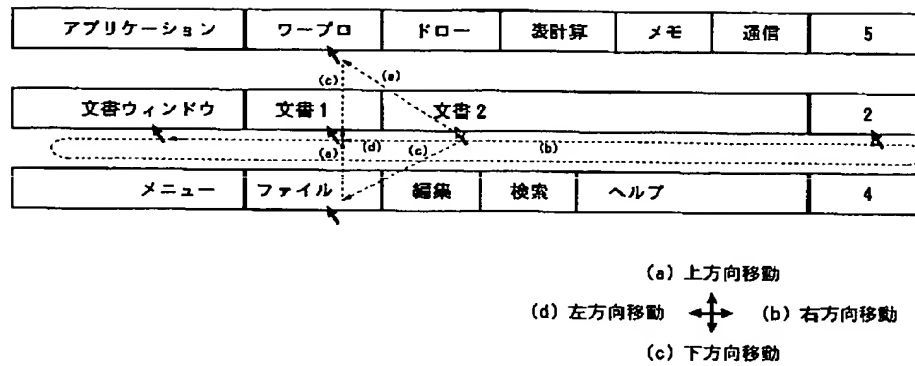 アプリケーション ワープロ ドロー 表計算 メモ 通信 5
(c) (a)
文書ウィンドウ 文書1 文書2 2
(a) (d) (c) (b)
メニュー ファイル 編集 検索 ヘルプ 4
(a) 上方向移動
(d) 左方向移動 (b) 右方向移動
(c) 下方向移動